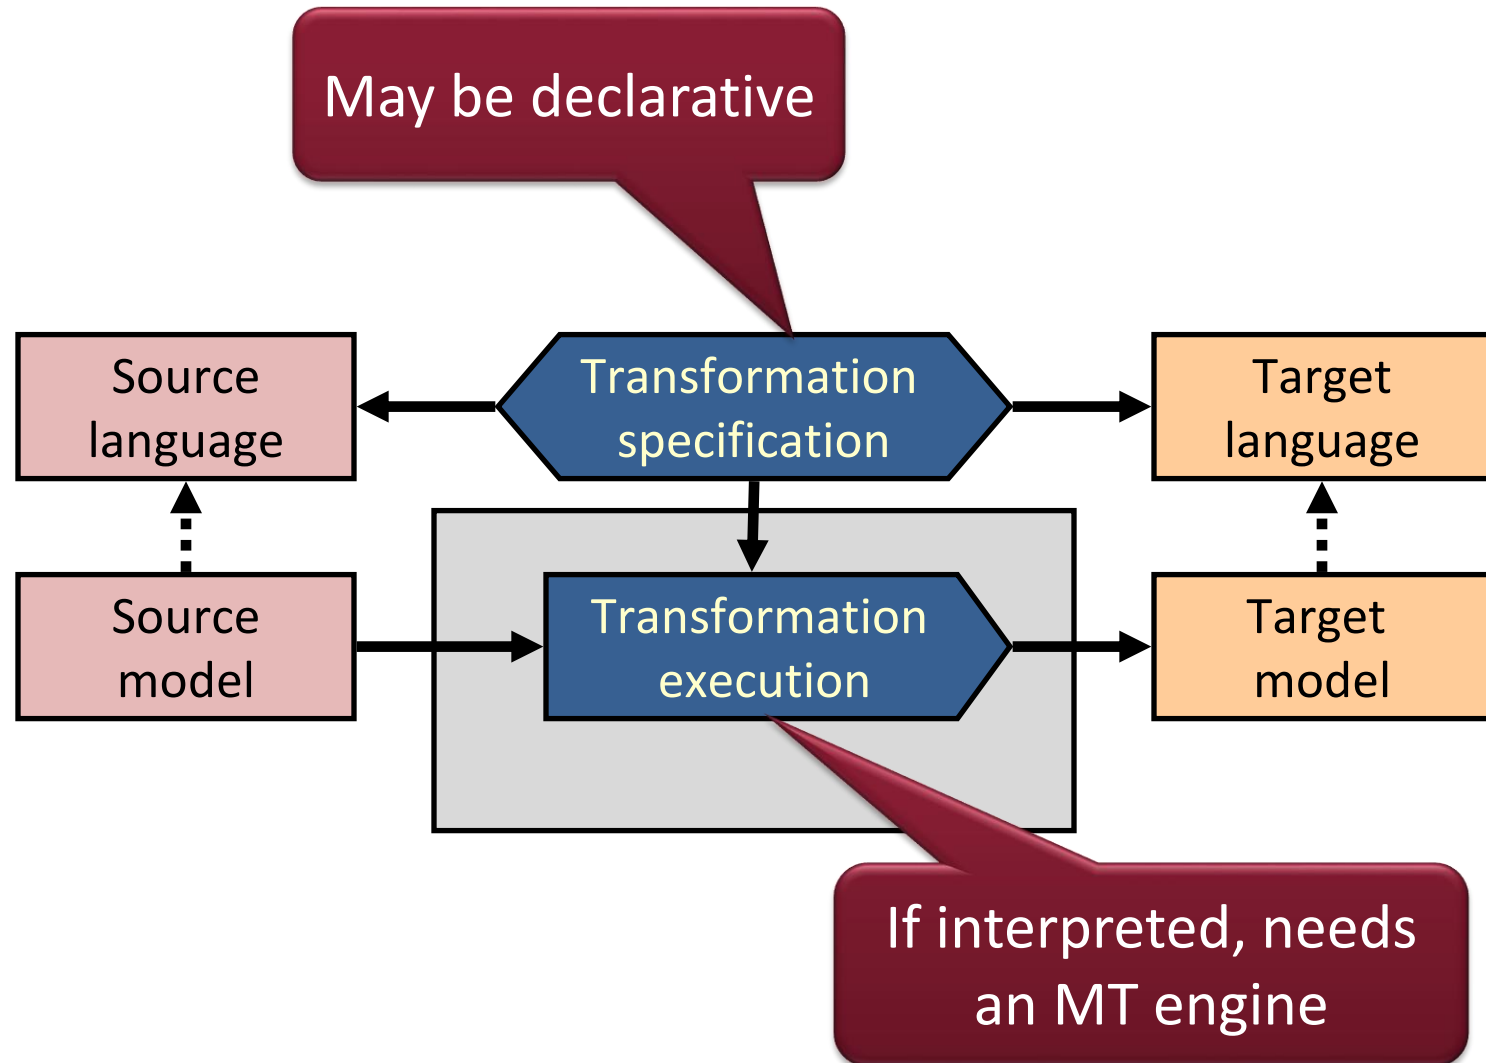 May be declarative
Source
language
Transformation
specification
Target
language
Source
model
Transformation
execution
Target
model
If interpreted, needs
an MT engine